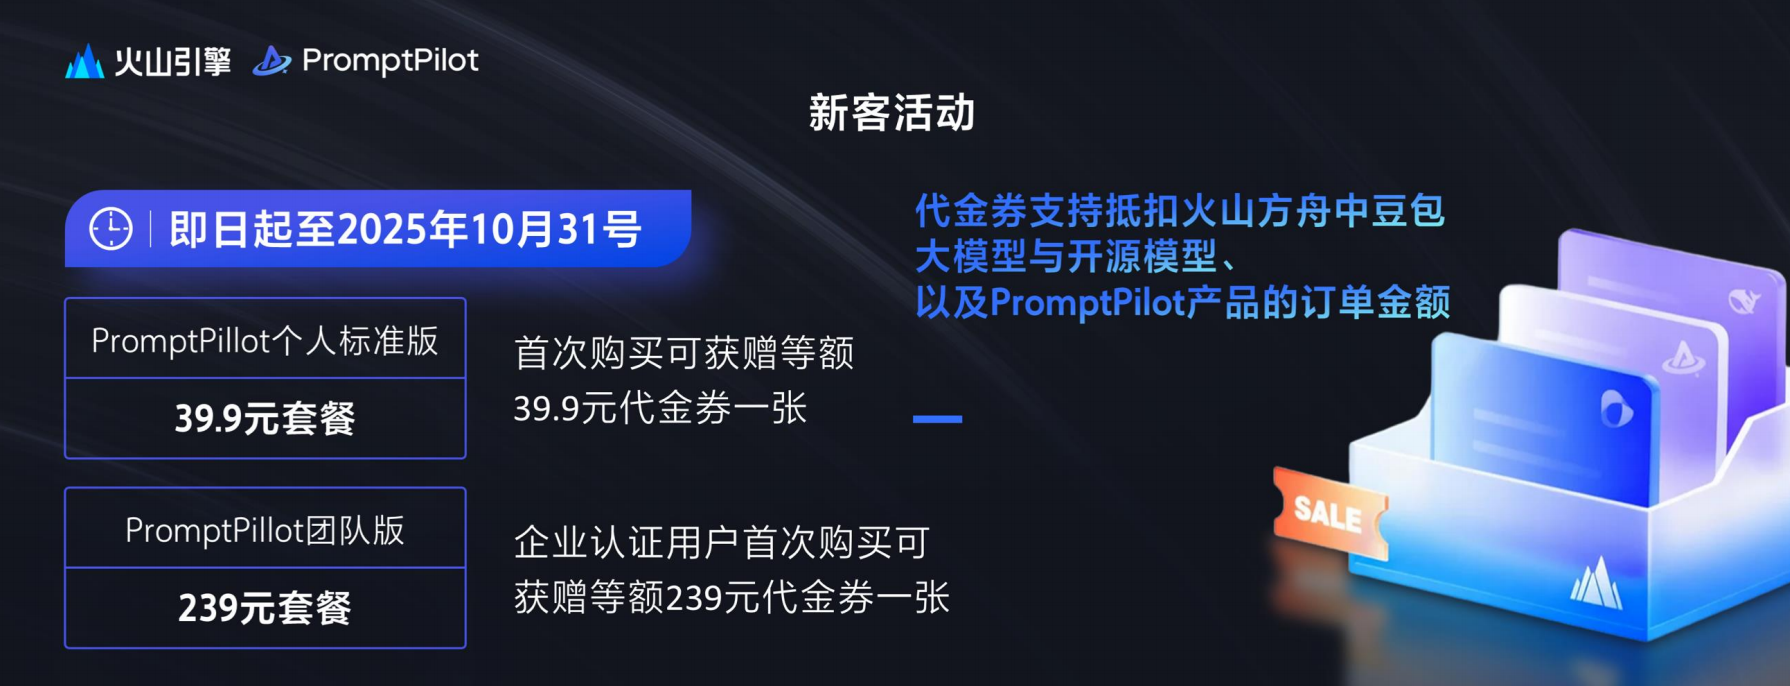 火山引擎 PromptPilot
新客活动
即日起至2025年10月31号
PromptPillot个人标准版
39.9元套餐
首次购买可获赠等额
39.9元代金券一张
PromptPillot团队版
239元套餐
企业认证用户首次购买可
获赠等额239元代金券一张
代金券支持抵扣火山方舟中豆包
大模型与开源模型、
以及PromptPilot产品的订单金额
SALE